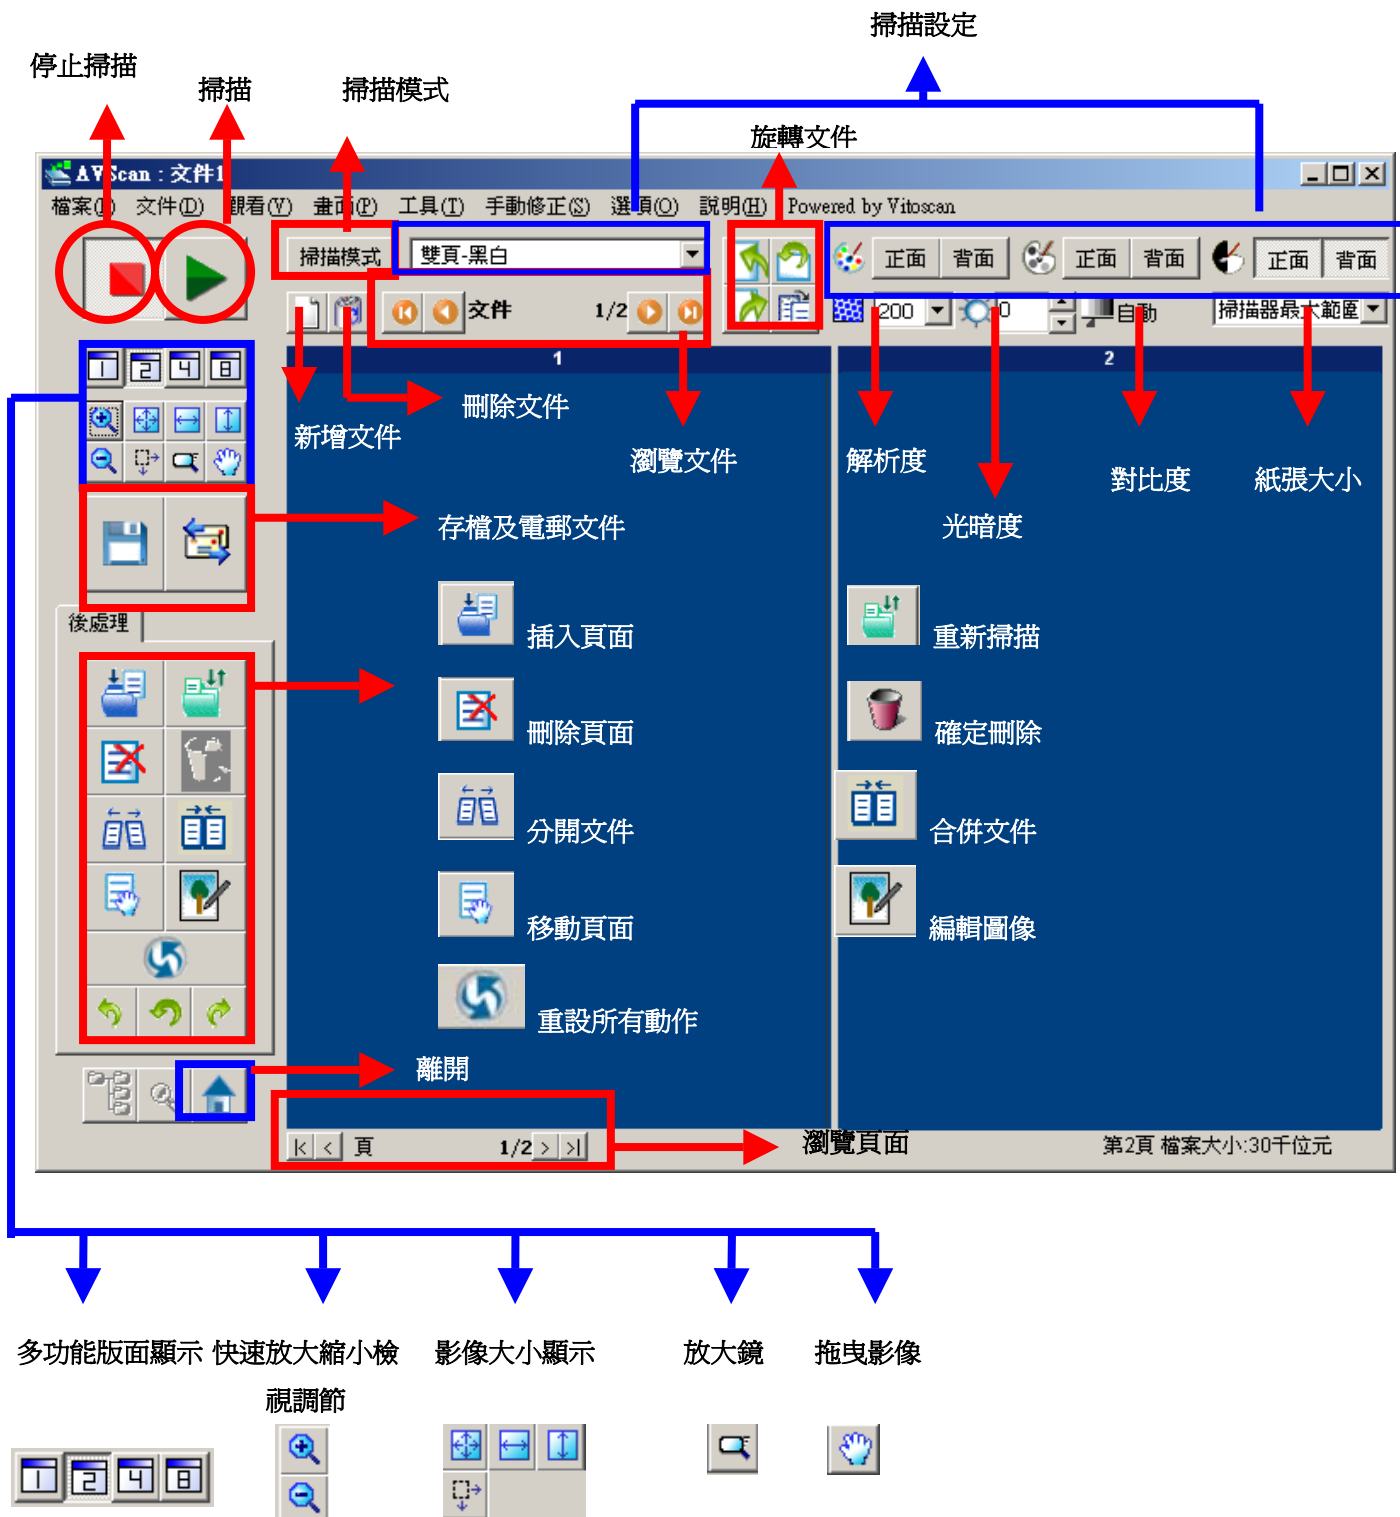 掃描設定
停止掃描
掃描
掃描模式
旋轉文件
AVScan : 文件1
檔案(F) 文件(D) 觀看(V) 畫面(P) 工具(T) 手動修正(S) 選項(O) 說明(H) Powered by Vitoscan
掃描模式 雙頁-黑白 正面 背面 正面 背面 正面 背面
文件 1/2 200 0 自動 掃描器最大範圍
1 2 4 8
1 2
刪除文件
新增文件
瀏覽文件 解析度
對比度 紙張大小
存檔及電郵文件 光暗度
後處理
插入頁面 重新掃描
刪除頁面 確定刪除
分開文件 合併文件
移動頁面 編輯圖像
重設所有動作
離開
頁 1/2 瀏覽頁面 第2頁 檔案大小:30千位元
多功能版面顯示 快速放大縮小檢 影像大小顯示 放大鏡 拖曳影像
視調節
1 2 4 8